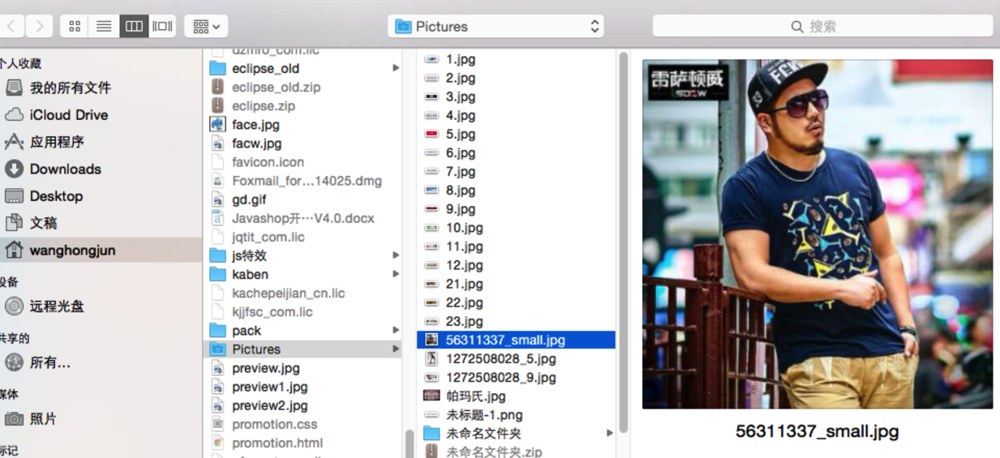 Pictures
搜索
个人收藏
我的所有文件
iCloud Drive
应用程序
Downloads
Desktop
文稿
wanghongjun
设备
远程光盘
共享的
所有...
媒体
照片
标记
dzmro_com.lic
eclipse_old
eclipse_old.zip
eclipse.zip
face.jpg
facw.jpg
favicon.icon
Foxmail_for...14025.dmg
gd.gif
Javashop开…V4.0.docx
jqtit_com.lic
js特效
kaben
kachepeijian_cn.lic
kjjfsc_com.lic
pack
Pictures
preview.jpg
preview1.jpg
preview2.jpg
promotion.css
promotion.html
1.jpg
2.jpg
3.jpg
4.jpg
5.jpg
6.jpg
7.jpg
8.jpg
9.jpg
10.jpg
11.jpg
12.jpg
21.jpg
22.jpg
23.jpg
56311337_small.jpg
1272508028_5.jpg
1272508028_9.jpg
帕玛氏.jpg
未标题-1.png
未命名文件夹
未命名文件夹.zip
雷萨顿威
56311337_small.jpg